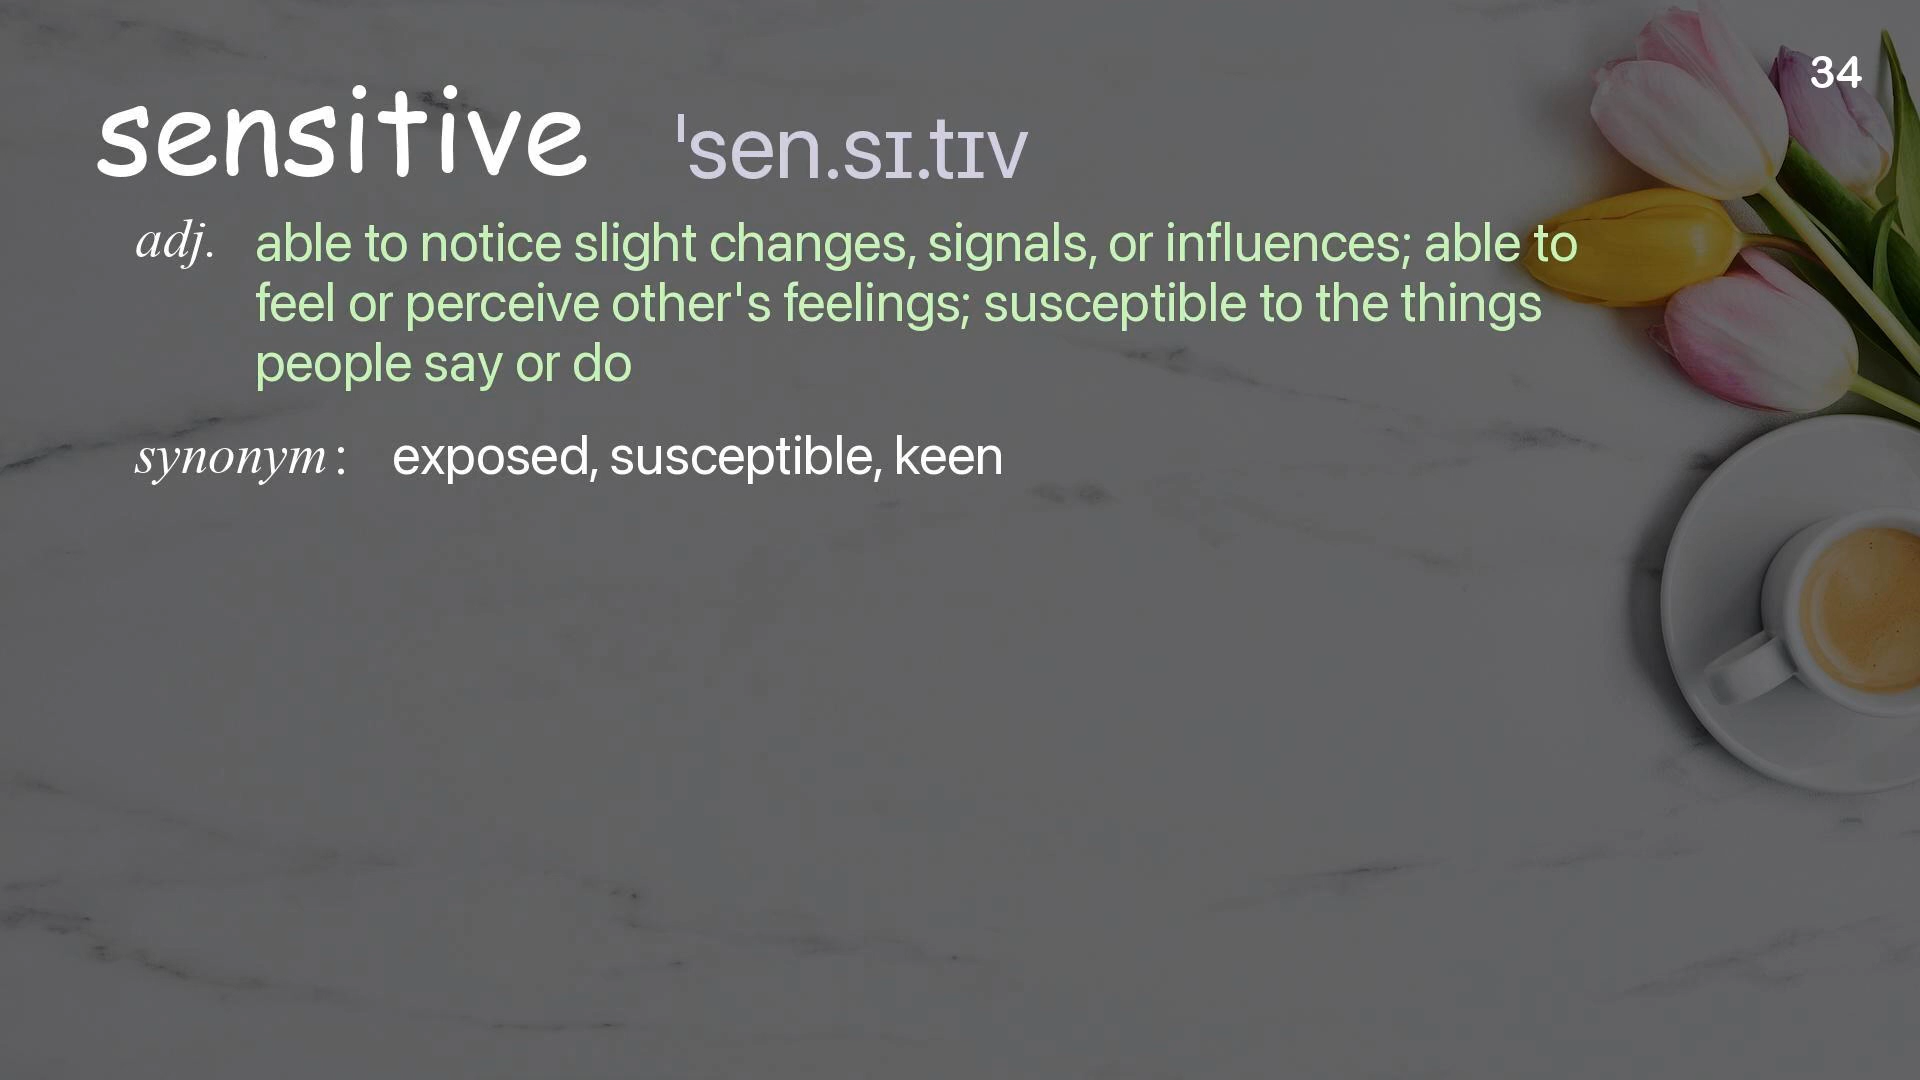 34
sensitive ˈsen.sɪ.tɪv
adj. able to notice slight changes, signals, or influences; able to
feel or perceive other's feelings; susceptible to the things
people say or do
synonym : exposed, susceptible, keen